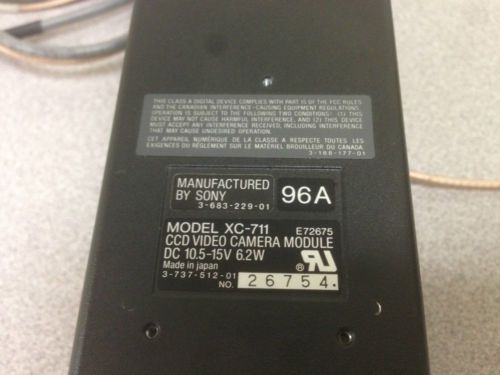 THIS CLASS A DIGITAL DEVICE COMPLIES WITH PART 15 OF THE FCC RULES
AND THE CANADIAN INTERFERENCE-CAUSING EQUIPMENT REGULATIONS.
OPERATION IS SUBJECT TO THE FOLLOWING TWO CONDITIONS: (1) THIS
DEVICE MAY NOT CAUSE HARMFUL INTERFERENCE, AND (2) THIS DEVICE
MUST ACCEPT ANY INTERFERENCE RECEIVED, INCLUDING INTERFERENCE
THAT MAY CAUSE UNDESIRED OPERATION.
CET APPAREIL NUMÉRIQUE DE LA CLASSE A RESPECTE TOUTES LES
EXIGENCES DU RÈGLEMENT SUR LE MATÉRIEL BROUILLEUR DU CANADA.
3-188-177-01
MANUFACTURED
BY SONY
3-683-229-01
96A
MODEL XC-711 E72675
CCD VIDEO CAMERA MODULE
DC 10.5-15V 6.2W
Made in japan
3-737-512-01
NO. 26754.